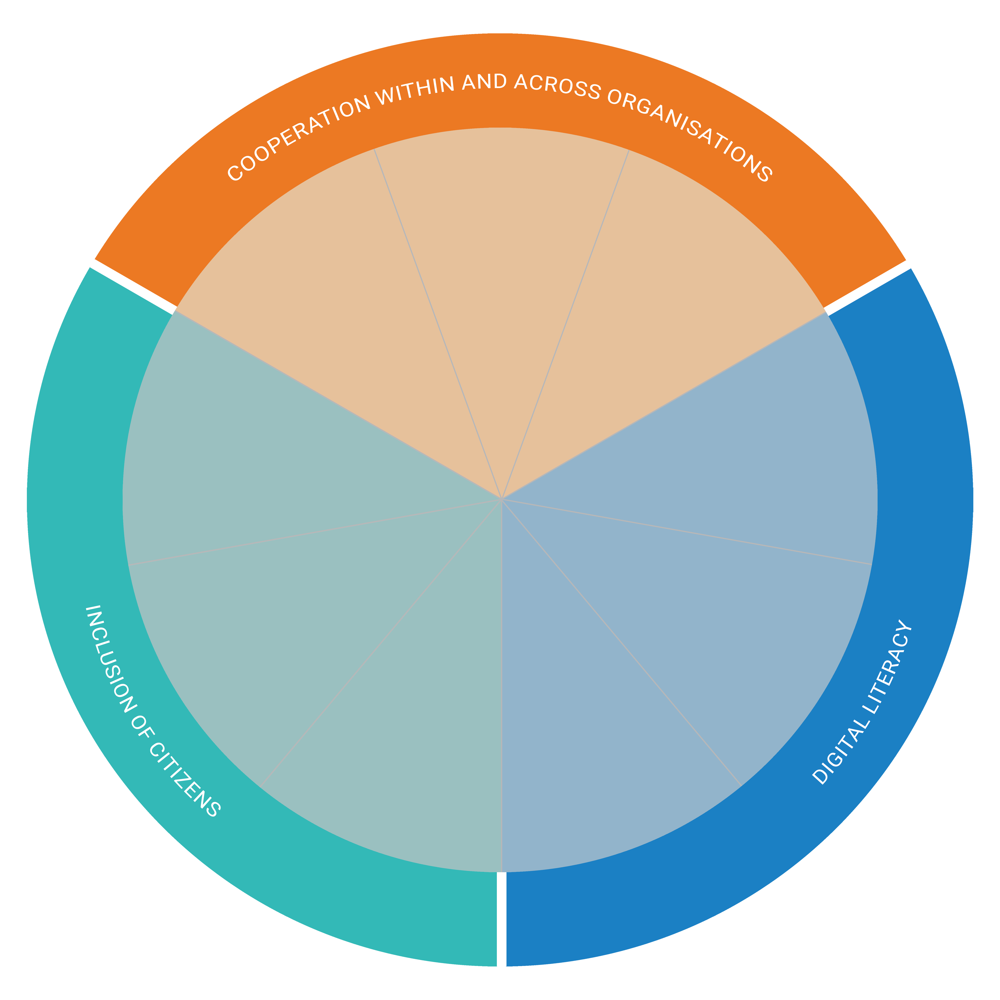 COOPERATION WITHIN AND ACROSS ORGANISATIONS
INCLUSION OF CITIZENS
DIGITAL LITERACY